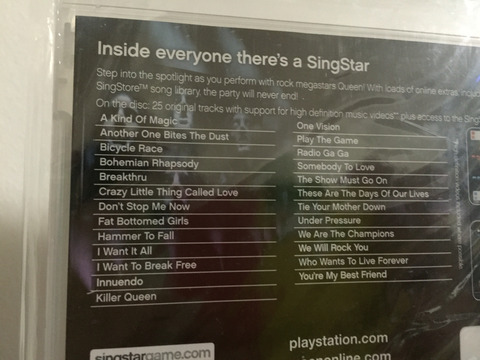 Inside everyone there's a SingStar
Step into the spotlight as you perform with rock megastars Queen! With loads of online extras,
SingStore™ song library, the party will never end!
On the disc: 25 original tracks with support for high definition music videos plus access to the
A Kind Of Magic
Another One Bites The Dust
Bicycle Race
Bohemian Rhapsody
Breakthru
Crazy Little Thing Called Love
Don't Stop Me Now
Fat Bottomed Girls
Hammer To Fall
I Want It All
I Want To Break Free
Innuendo
Killer Queen
One Vision
Play The Game
Radio Ga Ga
Somebody To Love
The Show Must Go On
These Are The Days Of Our Lives
Tie Your Mother Down
Under Pressure
We Are The Champions
We Will Rock You
Who Wants To Live Forever
You're My Best Friend
singstargame.com
playstation.com